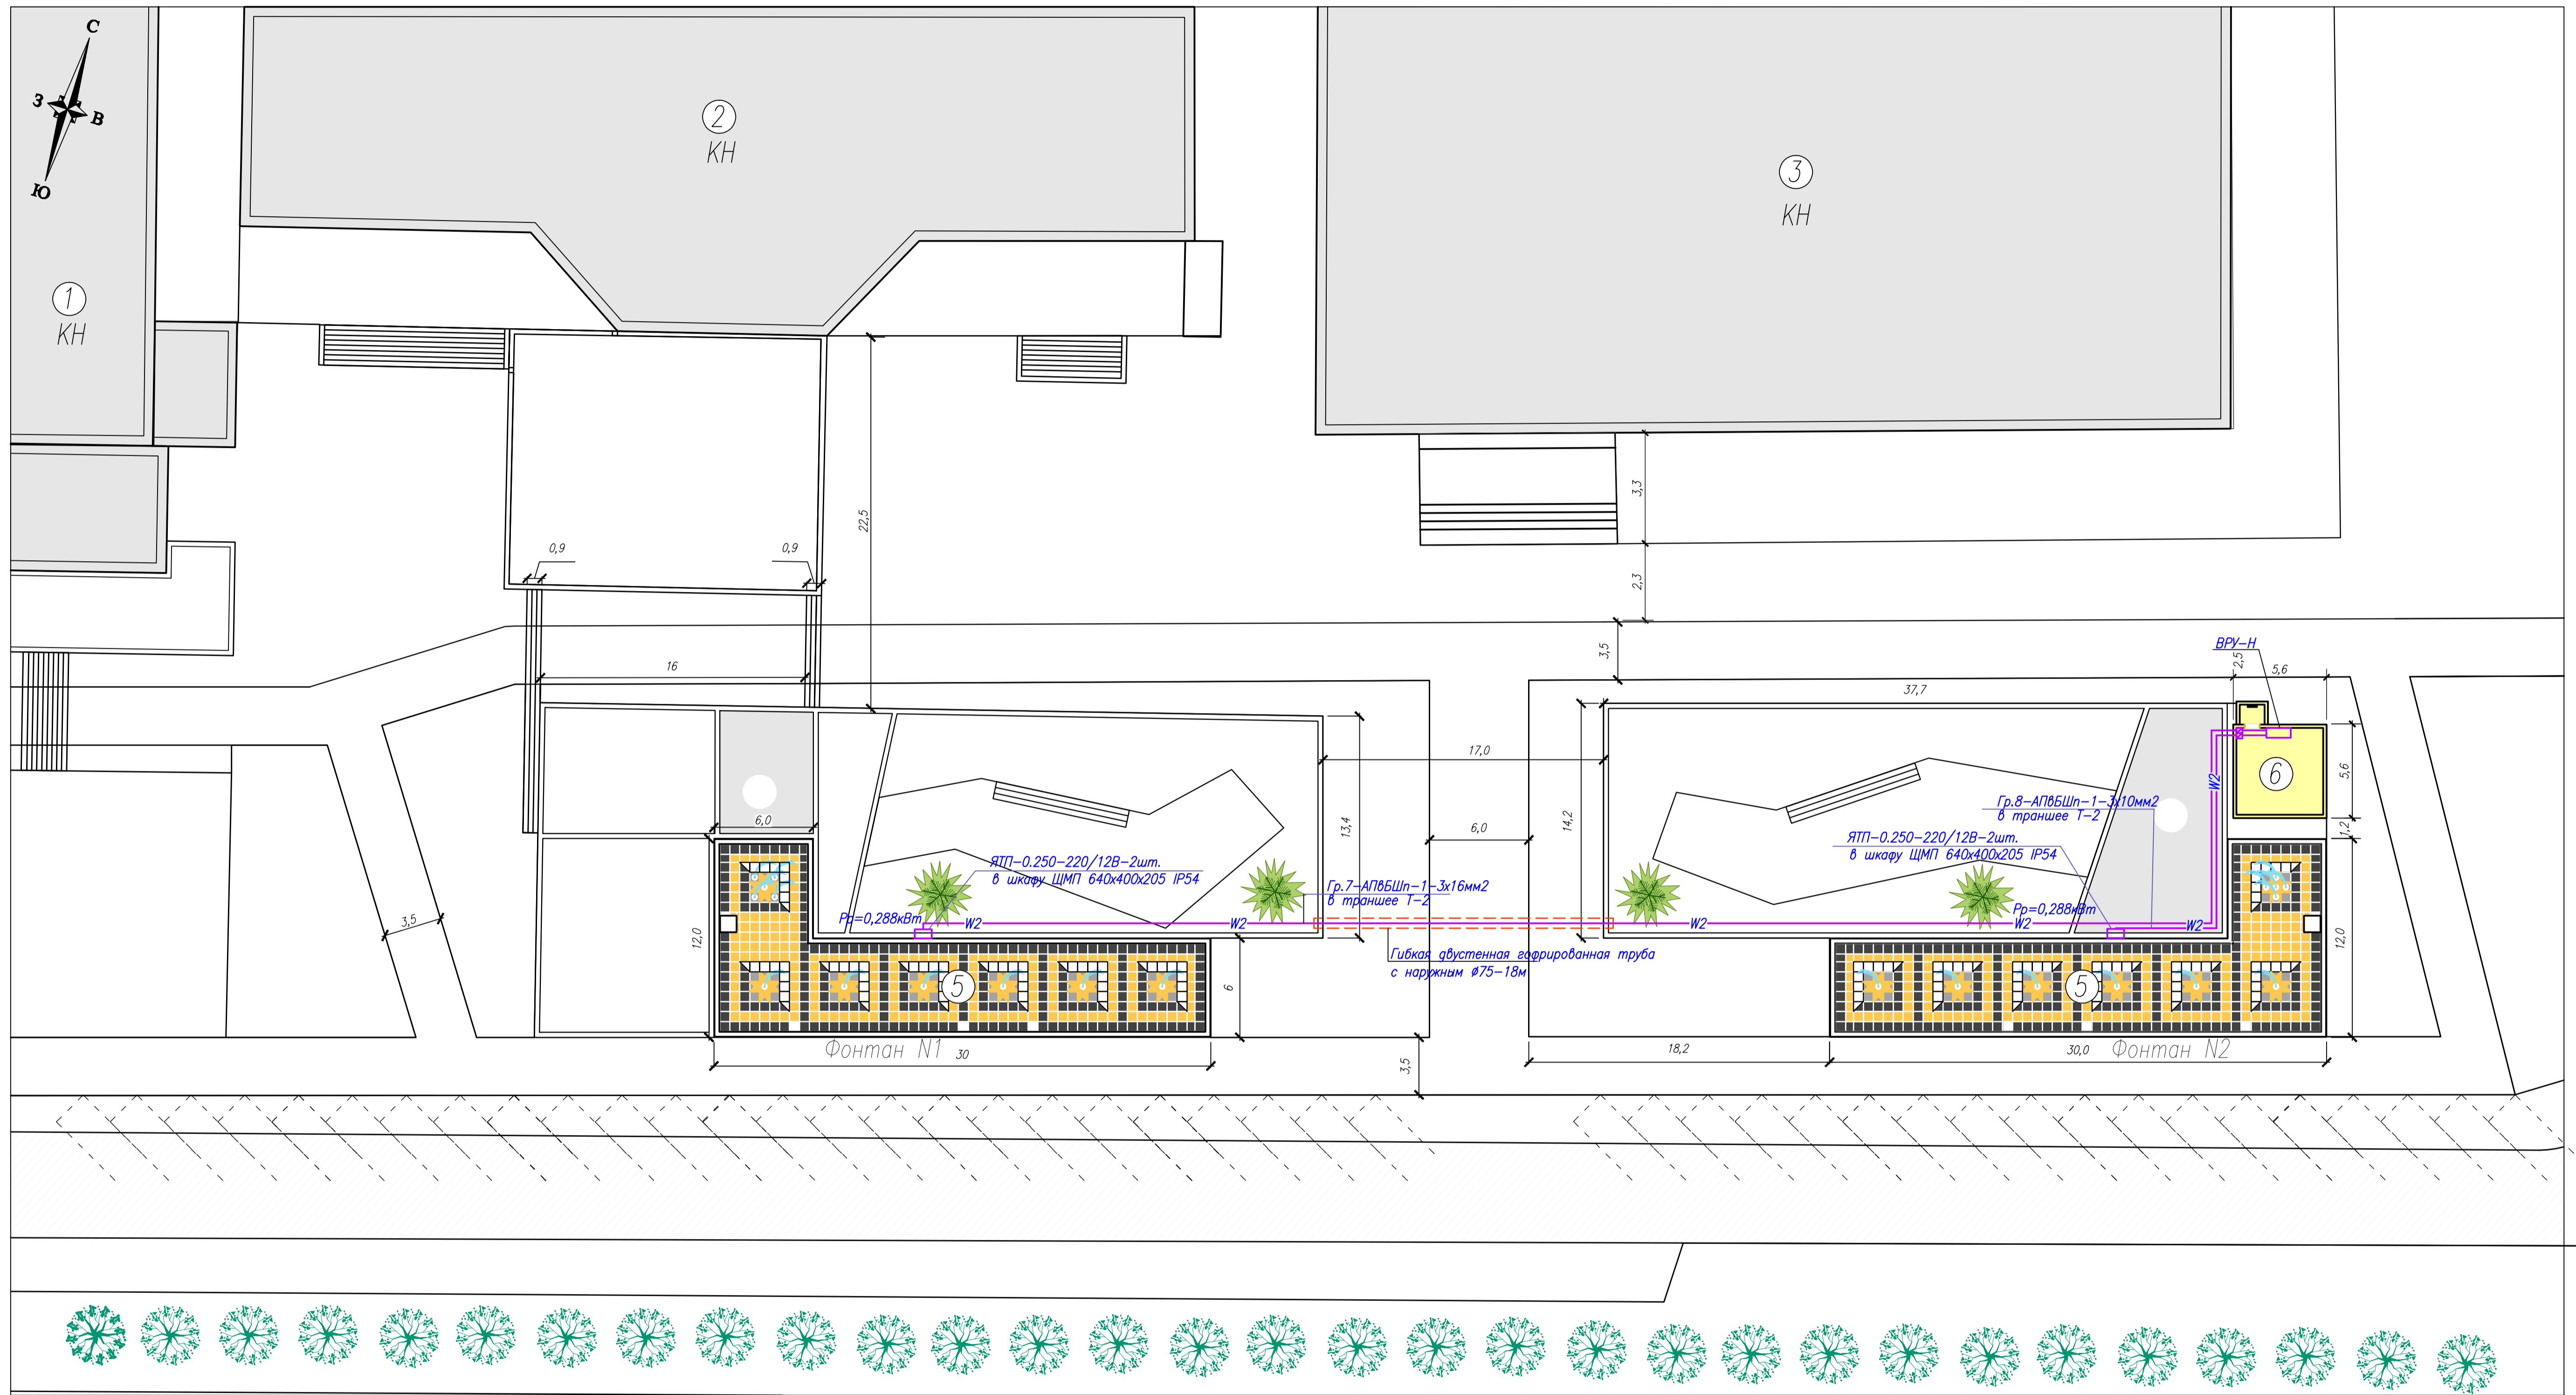 С
З
В
Ю
1
КН
2
КН
3
КН
0,9
0,9
22,5
3,3
2,3
3,5
16
ВРУ-Н
2,5
5,6
37,7
17,0
6,0
13,4
6,0
14,2
5,6
1,2
6
W2
Гр.8-АПвБШп-1-3х10мм2
в траншее Т-2
ЯТП-0.250-220/12В-2шт.
в шкафу ЩМП 640х400х205 IP54
ЯТП-0.250-220/12В-2шт.
в шкафу ЩМП 640х400х205 IP54
Гр.7-АПвБШп-1-3х16мм2
в траншее Т-2
Рр=0,288кВт
W2
W2
W2
Рр=0,288кВт
W2
W2
3,5
12,0
12,0
Гибкая двустенная гофрированная труба
с наружным Ø75-18м
5
6
5
Фонтан N1
30
3,5
18,2
30,0
Фонтан N2